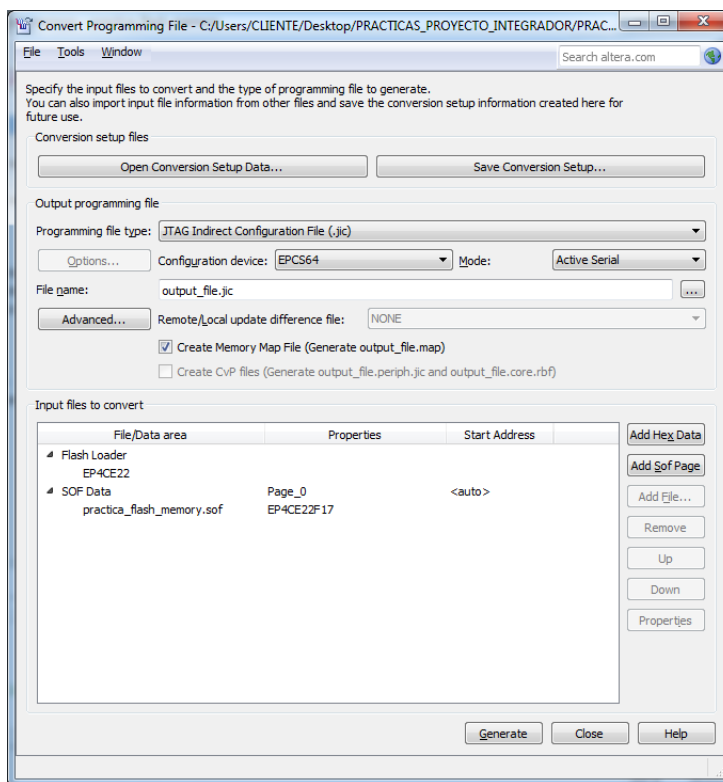 Convert Programming File - C:/Users/CLIENTE/Desktop/PRACTICAS_PROYECTO_INTEGRADOR/PRAC...
File Tools Window
Search altera.com
Specify the input files to convert and the type of programming file to generate.
You can also import input file information from other files and save the conversion setup information created here for
future use.
Conversion setup files
Open Conversion Setup Data...
Save Conversion Setup...
Output programming file
Programming file type: JTAG Indirect Configuration File (.jic)
Options... Configuration device: EPCS64 Mode: Active Serial
File name: output_file.jic ...
Advanced... Remote/Local update difference file: NONE
Create Memory Map File (Generate output_file.map)
Create CvP files (Generate output_file.periph.jic and output_file.core.rbf)
Input files to convert
File/Data area Properties Start Address
Flash Loader
EP4CE22
SOF Data Page_0 <auto>
practica_flash_memory.sof EP4CE22F17
Add Hex Data
Add Sof Page
Add File...
Remove
Up
Down
Properties
Generate Close Help